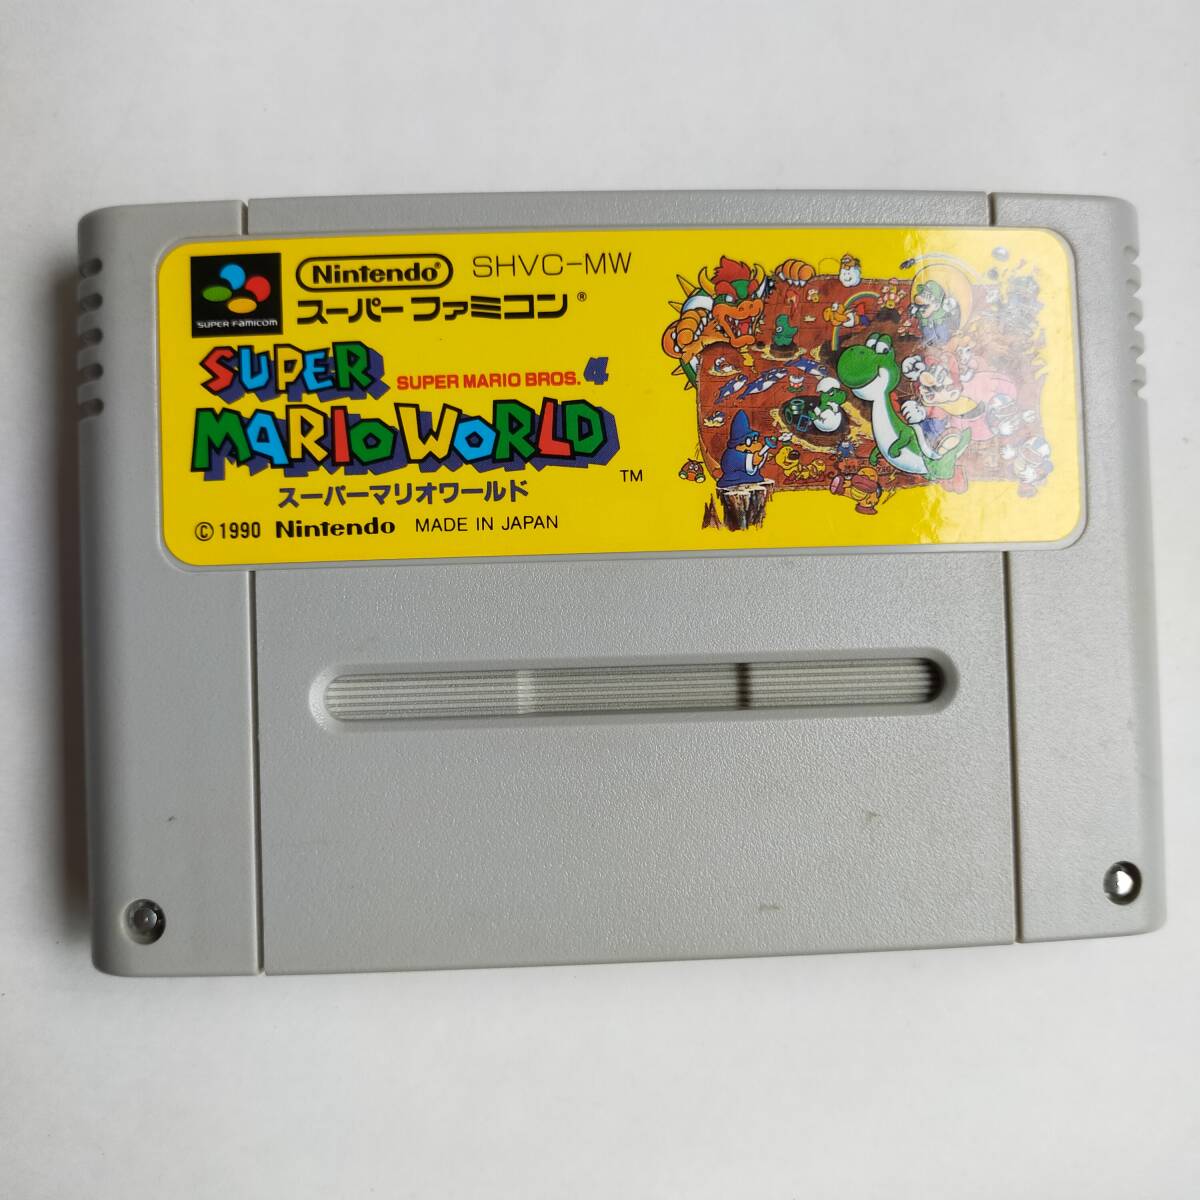 Nintendo SHVC-MW
SUPER FAMICOM
スーパーファミコン®
SUPER
SUPER MARIO BROS. 4
MARIO WORLD TM
スーパーマリオワールド
© 1990 Nintendo MADE IN JAPAN